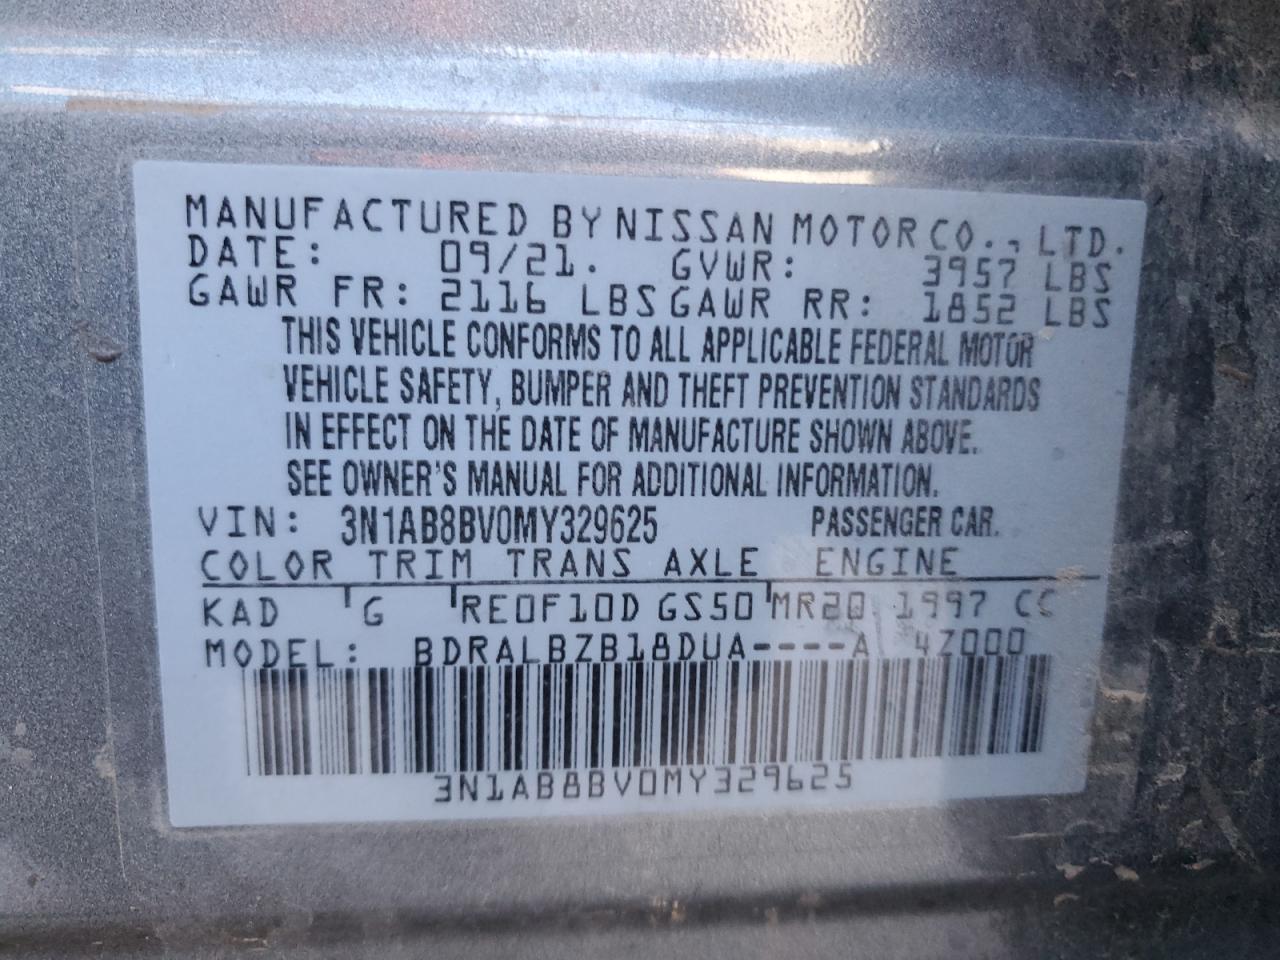 MANUFACTURED BY NISSAN MOTOR CO., LTD.
DATE: 09/21. GVWR: 3957 LBS
GAWR FR: 2116 LBS GAWR RR: 1852 LBS
THIS VEHICLE CONFORMS TO ALL APPLICABLE FEDERAL MOTOR
VEHICLE SAFETY, BUMPER AND THEFT PREVENTION STANDARDS
IN EFFECT ON THE DATE OF MANUFACTURE SHOWN ABOVE.
SEE OWNER'S MANUAL FOR ADDITIONAL INFORMATION.
VIN: 3N1AB8BV0MY329625 PASSENGER CAR.
COLOR TRIM TRANS AXLE ENGINE
KAD G RE0F10D GS50 MR20 1997 CC
MODEL: BDRALBZB18DUA----A 4Z000
3N1AB8BV0MY329625